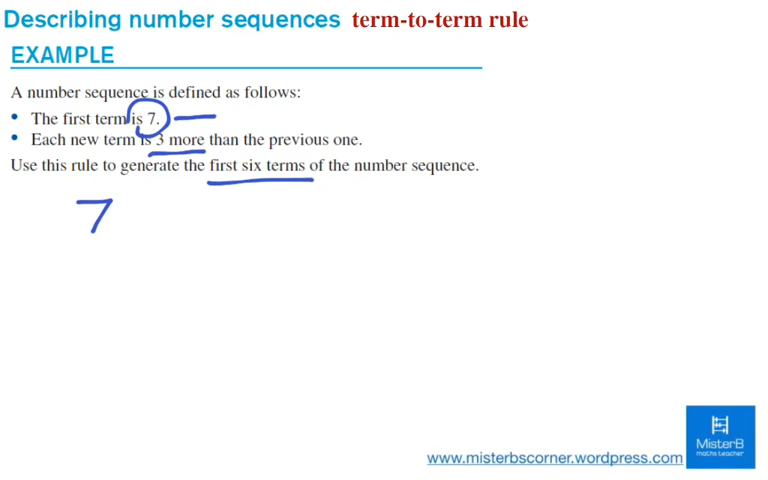 Describing number sequences term-to-term rule
EXAMPLE
A number sequence is defined as follows:
• The first term is 7.
• Each new term is 3 more than the previous one.
Use this rule to generate the first six terms of the number sequence.
7
MisterB
maths teacher
www.misterbscorner.wordpress.com